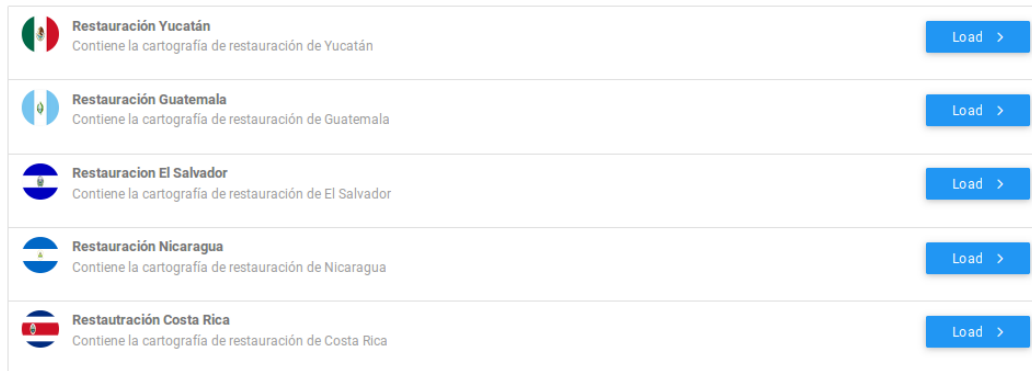 Restauración Yucatán
Contiene la cartografía de restauración de Yucatán
Load
Restauración Guatemala
Contiene la cartografía de restauración de Guatemala
Load
Restauracion El Salvador
Contiene la cartografía de restauración de El Salvador
Load
Restauración Nicaragua
Contiene la cartografía de restauración de Nicaragua
Load
Restautración Costa Rica
Contiene la cartografía de restauración de Costa Rica
Load